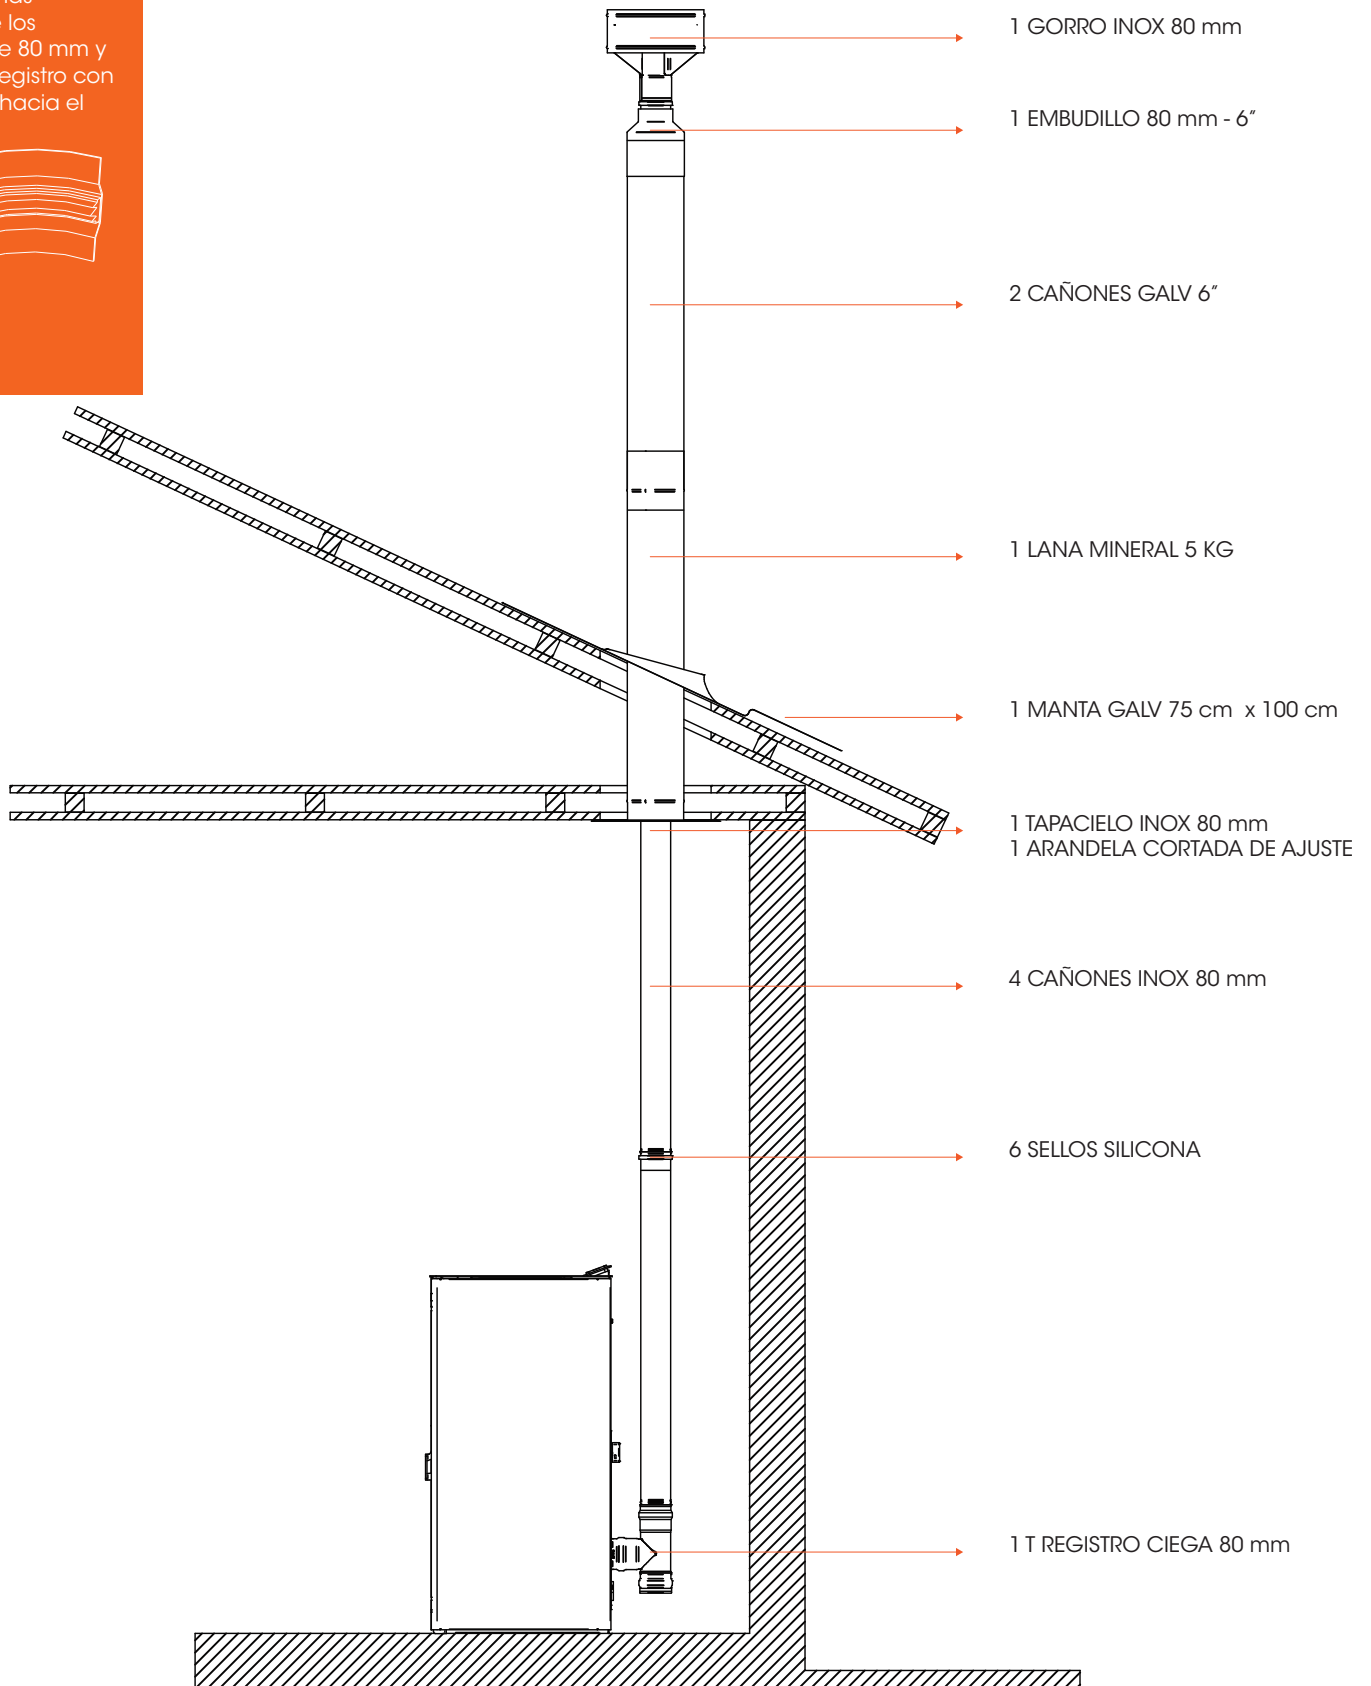 e los
e 80 mm y
egistro con
hacia el
1 GORRO INOX 80 mm
1 EMBUDILLO 80 mm - 6”
2 CAÑONES GALV 6”
1 LANA MINERAL 5 KG
1 MANTA GALV 75 cm x 100 cm
1 TAPACIELO INOX 80 mm
1 ARANDELA CORTADA DE AJUSTE
4 CAÑONES INOX 80 mm
6 SELLOS SILICONA
1 T REGISTRO CIEGA 80 mm